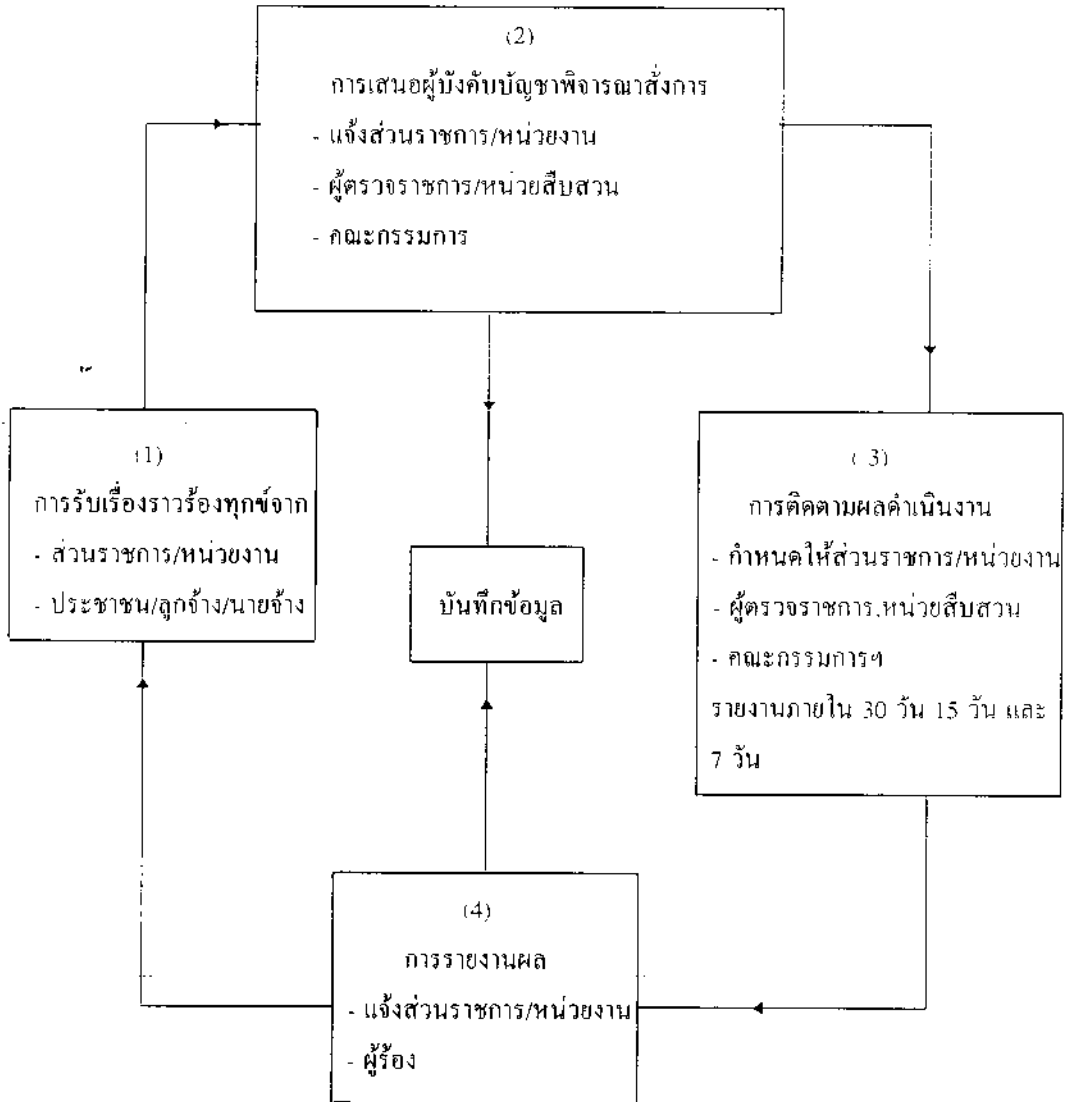 (2)
การเสนอผู้บังคับบัญชาพิจารณาสั่งการ
- แจ้งส่วนราชการ/หน่วยงาน
- ผู้ตรวจราชการ/หน่วยสืบสวน
- คณะกรรมการ
(1)
การรับเรื่องราวร้องทุกข์จาก
- ส่วนราชการ/หน่วยงาน
- ประชาชน/ลูกจ้าง/นายจ้าง
บันทึกข้อมูล
(3)
การติดตามผลดำเนินงาน
- กำหนดให้ส่วนราชการ/หน่วยงาน
- ผู้ตรวจราชการ.หน่วยสืบสวน
- คณะกรรมการฯ
รายงานภายใน 30 วัน 15 วัน และ
7 วัน
(4)
การรายงานผล
- แจ้งส่วนราชการ/หน่วยงาน
- ผู้ร้อง